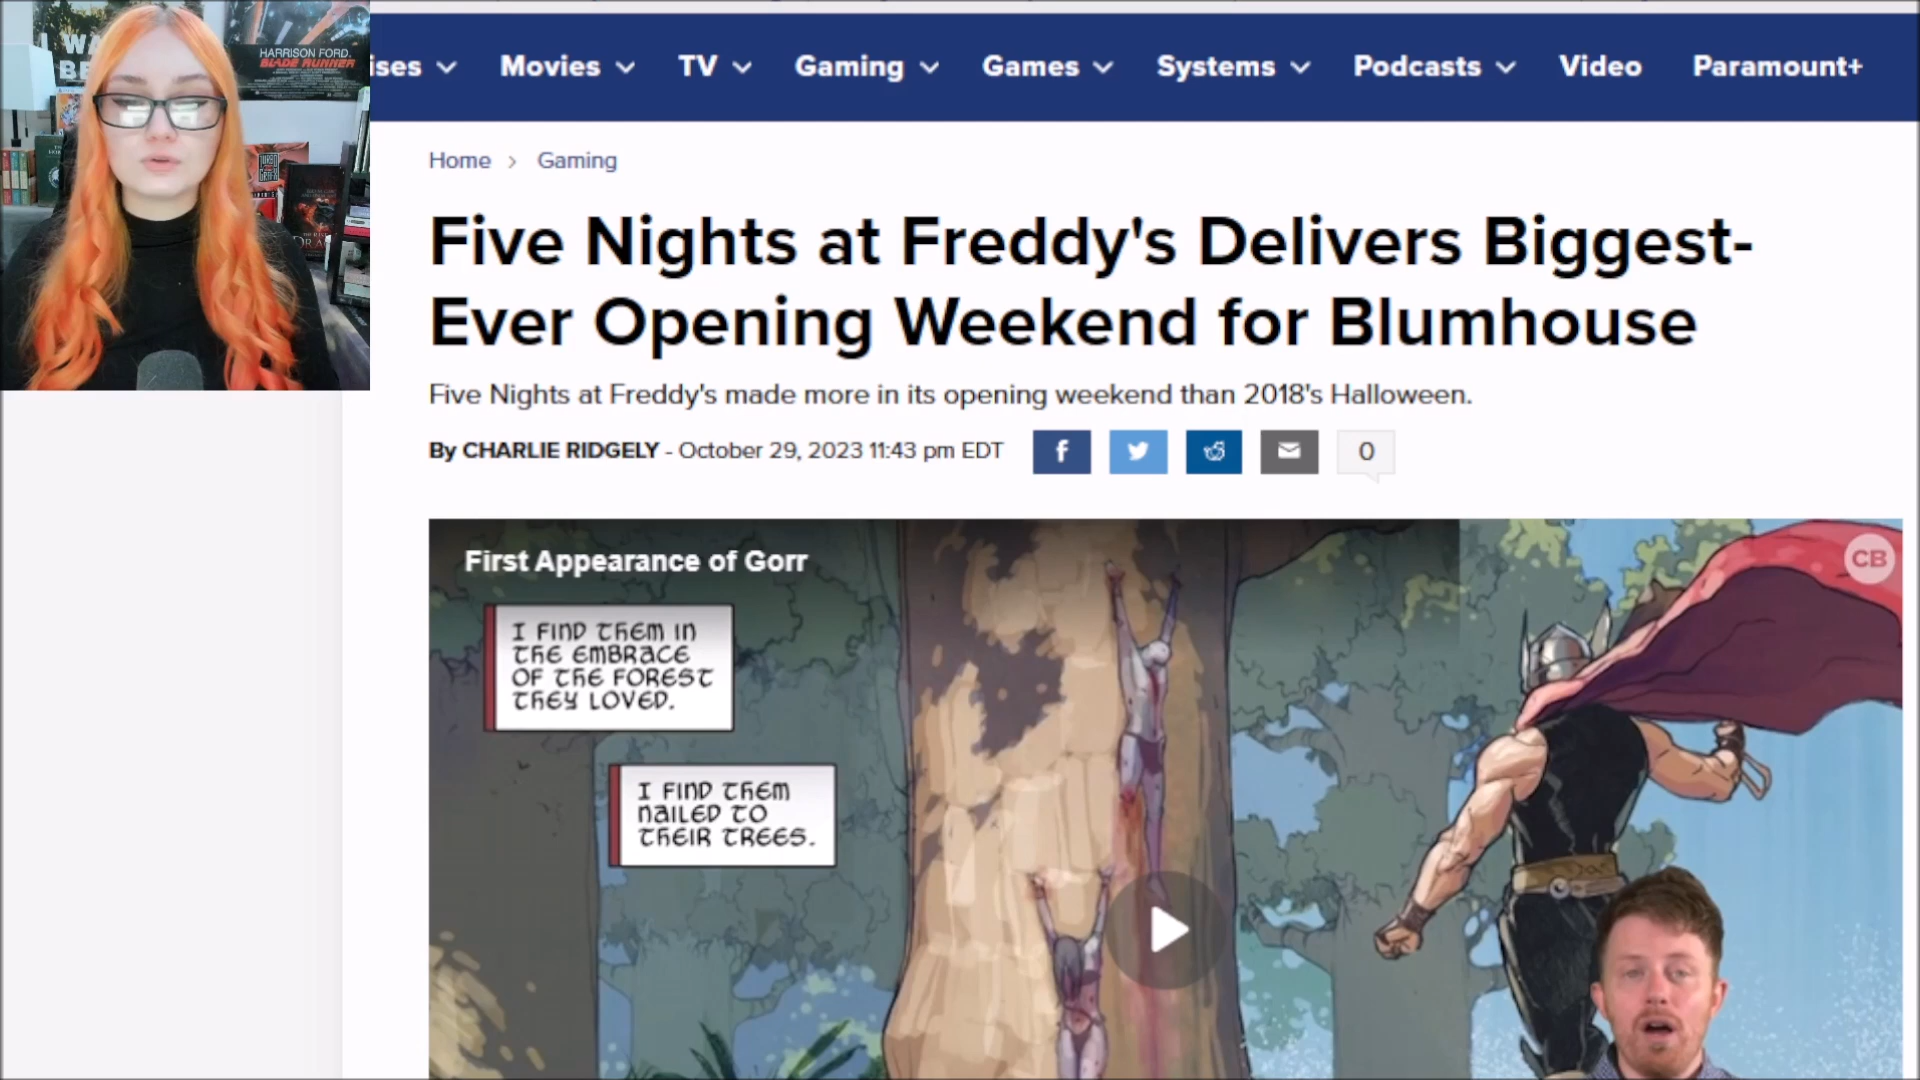 I WA
BE
HARRISON FORD.
BLADE RUNNER
ises
Movies
TV
Gaming
Games
Systems
Podcasts
Video
Paramount+
Home > Gaming
Five Nights at Freddy's Delivers Biggest-
Ever Opening Weekend for Blumhouse
Five Nights at Freddy's made more in its opening weekend than 2018's Halloween.
By CHARLIE RIDGELY - October 29, 2023 11:43 pm EDT
f
0
First Appearance of Gorr
CB
I FIND THEM IN
THE EMBRACE
OF THE FOREST
THEY LOVED.
I FIND THEM
NAILED TO
THEIR TREES.